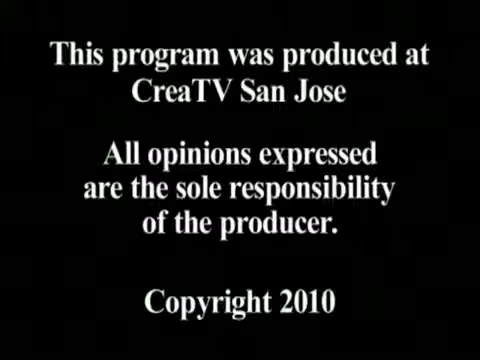 This program was produced at
CreaTV San Jose
All opinions expressed
are the sole responsibility
of the producer.
Copyright 2010